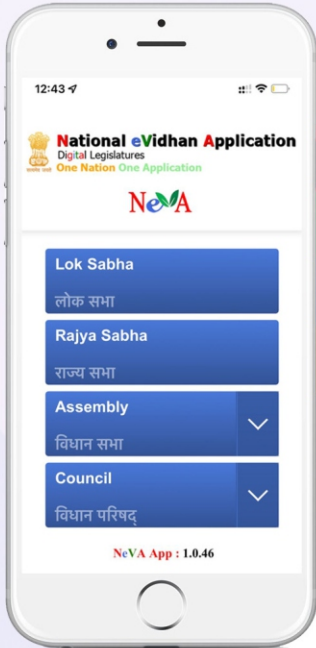 12:43
National eVidhan Application
Digital Legislatures
One Nation One Application
NeVA
Lok Sabha
लोक सभा
Rajya Sabha
राज्य सभा
Assembly
विधान सभा
Council
विधान परिषद्
NeVA App : 1.0.46